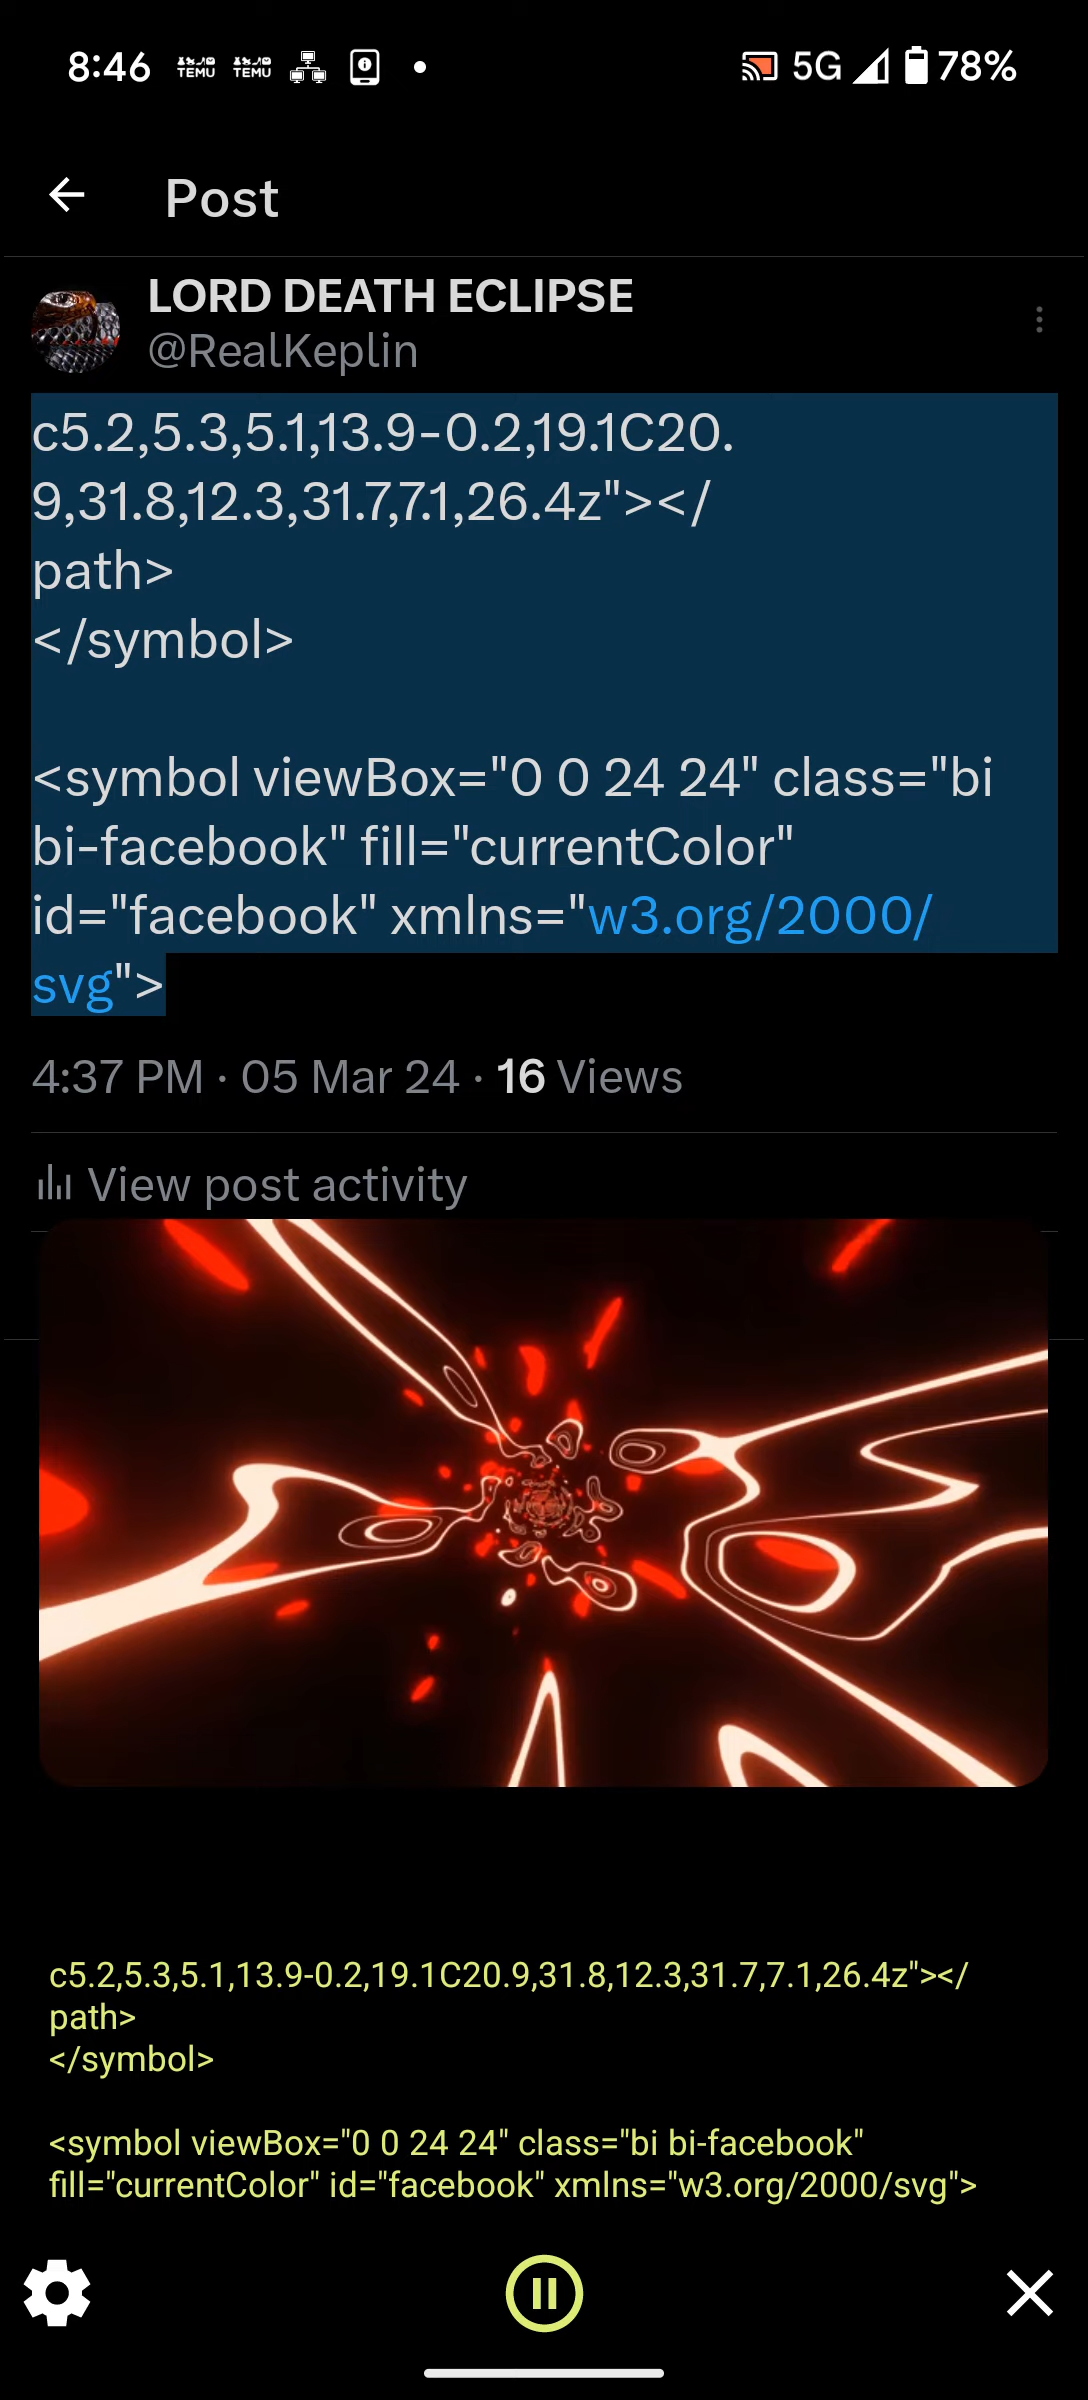 8:46 TEMU TEMU 5G 78%
Post
LORD DEATH ECLIPSE
@RealKeplin
c5.2,5.3,5.1,13.9-0.2,19.1C20.
9,31.8,12.3,31.7,7.1,26.4z"></
path>
</symbol>
<symbol viewBox="0 0 24 24" class="bi
bi-facebook" fill="currentColor"
id="facebook" xmlns="w3.org/2000/
svg">
4:37 PM · 05 Mar 24 · 16 Views
View post activity
c5.2,5.3,5.1,13.9-0.2,19.1C20.9,31.8,12.3,31.7,7.1,26.4z"></
path>
</symbol>
<symbol viewBox="0 0 24 24" class="bi bi-facebook"
fill="currentColor" id="facebook" xmlns="w3.org/2000/svg">